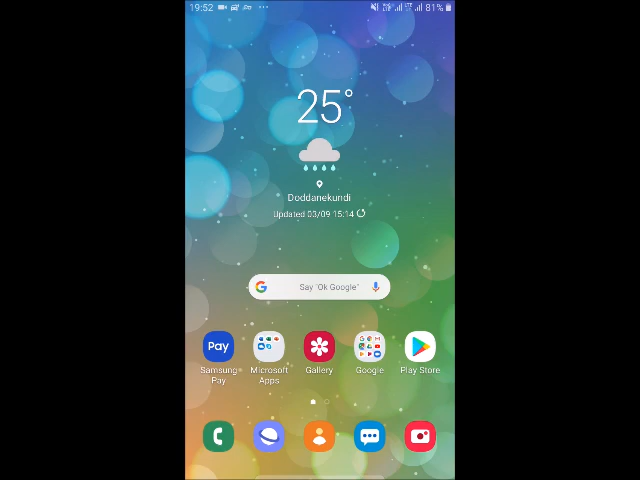 19:52
81%
25°
Doddanekundi
Updated 03/09 15:14
Say "Ok Google"
Pay
Samsung Pay
Microsoft Apps
Gallery
Google
Play Store